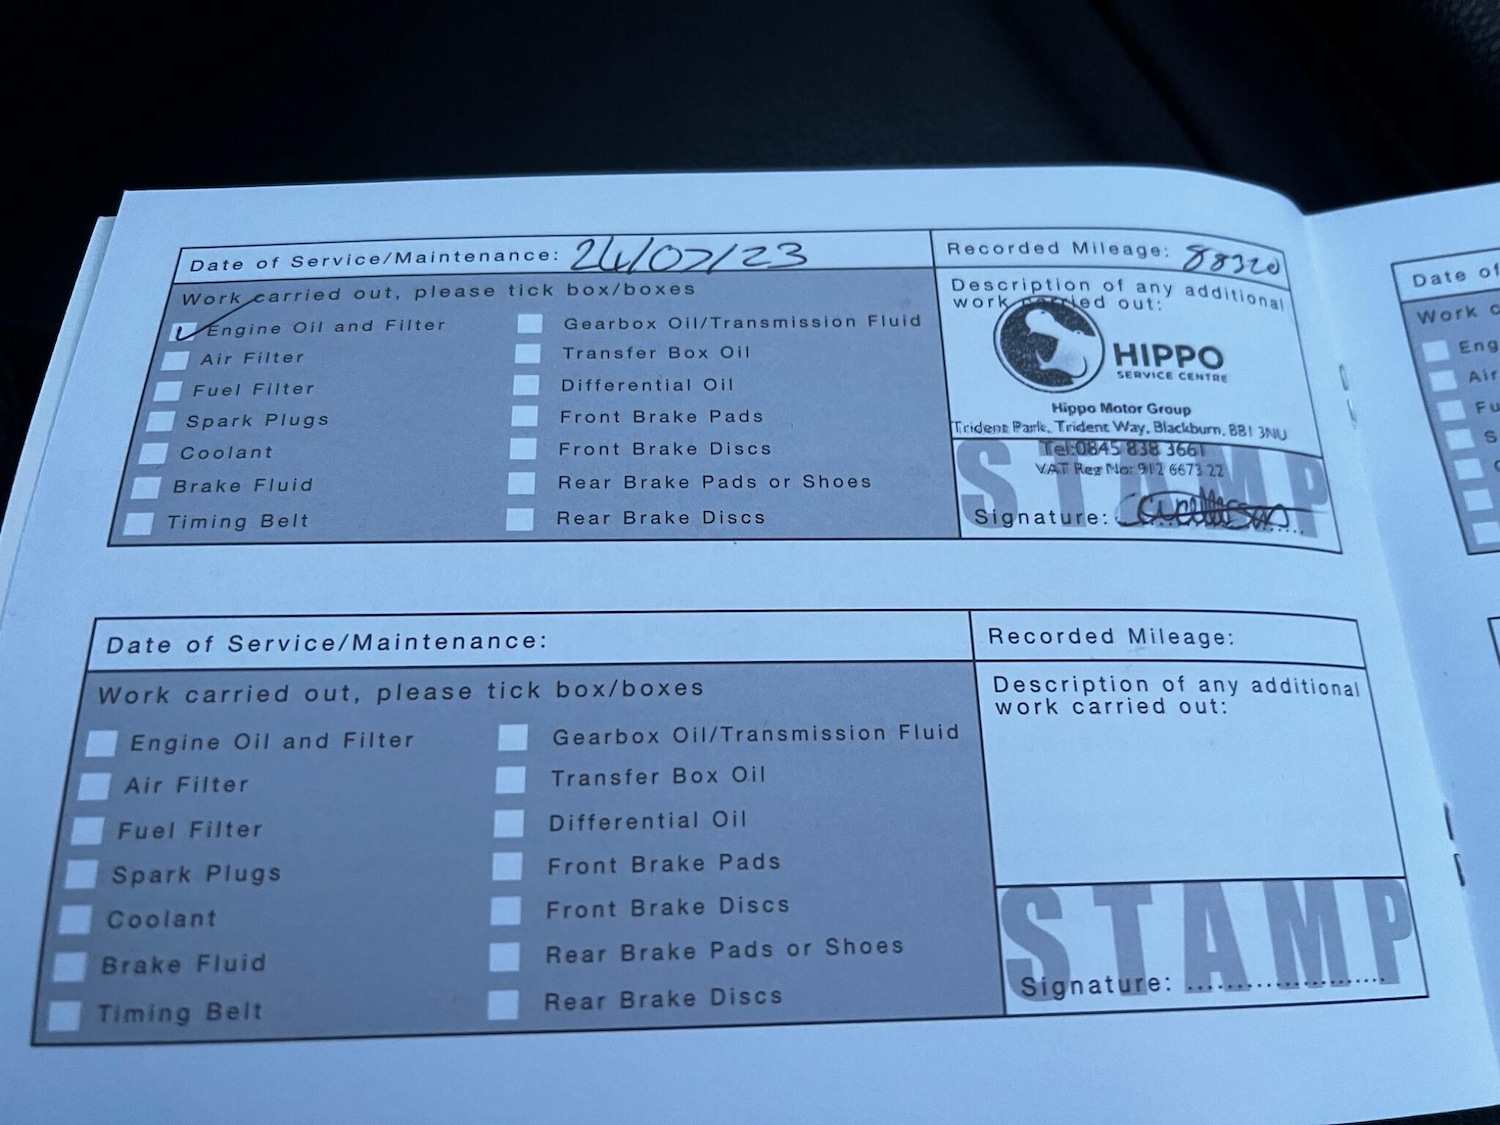 Date of Service/Maintenance: 24/07/23
Recorded Mileage: 88320
Work carried out, please tick box/boxes
Engine Oil and Filter
Air Filter
Fuel Filter
Spark Plugs
Coolant
Brake Fluid
Timing Belt
Gearbox Oil/Transmission Fluid
Transfer Box Oil
Differential Oil
Front Brake Pads
Front Brake Discs
Rear Brake Pads or Shoes
Rear Brake Discs
Description of any additional
work carried out:
HIPPO
SERVICE CENTRE
Hippo Motor Group
Trident Park, Trident Way, Blackburn, BB1 3NU
Tel:0845 838 3661
VAT Reg No: 912 6673 22
STAMP
Signature:
Date of Service/Maintenance:
Recorded Mileage:
Work carried out, please tick box/boxes
Engine Oil and Filter
Air Filter
Fuel Filter
Spark Plugs
Coolant
Brake Fluid
Timing Belt
Gearbox Oil/Transmission Fluid
Transfer Box Oil
Differential Oil
Front Brake Pads
Front Brake Discs
Rear Brake Pads or Shoes
Rear Brake Discs
Description of any additional
work carried out:
STAMP
Signature: ......................
Date of
Work